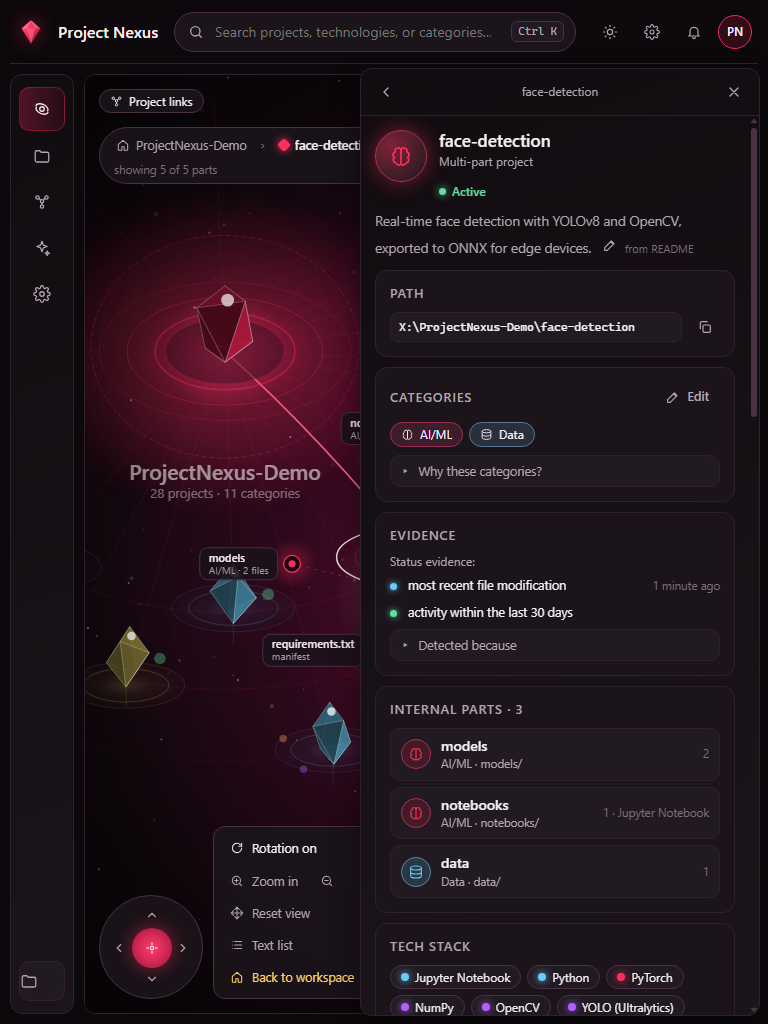 Project Nexus
Search projects, technologies, or categories...
Ctrl K
PN
Project links
ProjectNexus-Demo › face-detecti
showing 5 of 5 parts
ProjectNexus-Demo
28 projects · 11 categories
models
AI/ML · 2 files
requirements.txt
manifest
Rotation on
Zoom in
Reset view
Text list
Back to workspace
face-detection
face-detection
Multi-part project
Active
Real-time face detection with YOLOv8 and OpenCV,
exported to ONNX for edge devices.
from README
PATH
X:\ProjectNexus-Demo\face-detection
CATEGORIES
Edit
AI/ML
Data
Why these categories?
EVIDENCE
Status evidence:
most recent file modification
1 minute ago
activity within the last 30 days
Detected because
INTERNAL PARTS · 3
models
AI/ML · models/
2
notebooks
AI/ML · notebooks/
1 · Jupyter Notebook
data
Data · data/
1
TECH STACK
Jupyter Notebook
Python
PyTorch
NumPy
OpenCV
YOLO (Ultralytics)